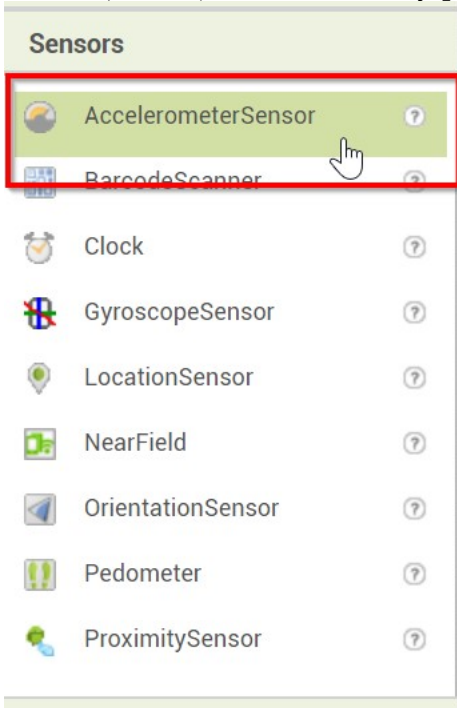 Sensors
AccelerometerSensor
BarcodeScanner
Clock
GyroscopeSensor
LocationSensor
NearField
OrientationSensor
Pedometer
ProximitySensor